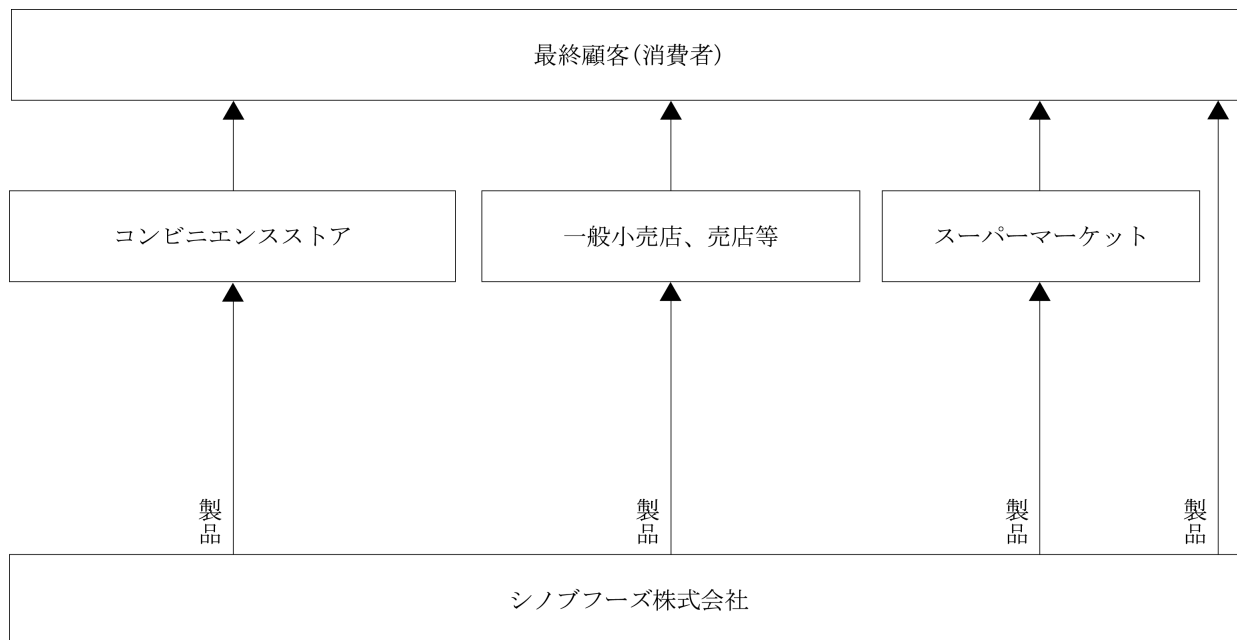 最終顧客(消費者)
コンビニエンスストア
一般小売店、売店等
スーパーマーケット
製品
製品
製品
製品
シノブフーズ株式会社